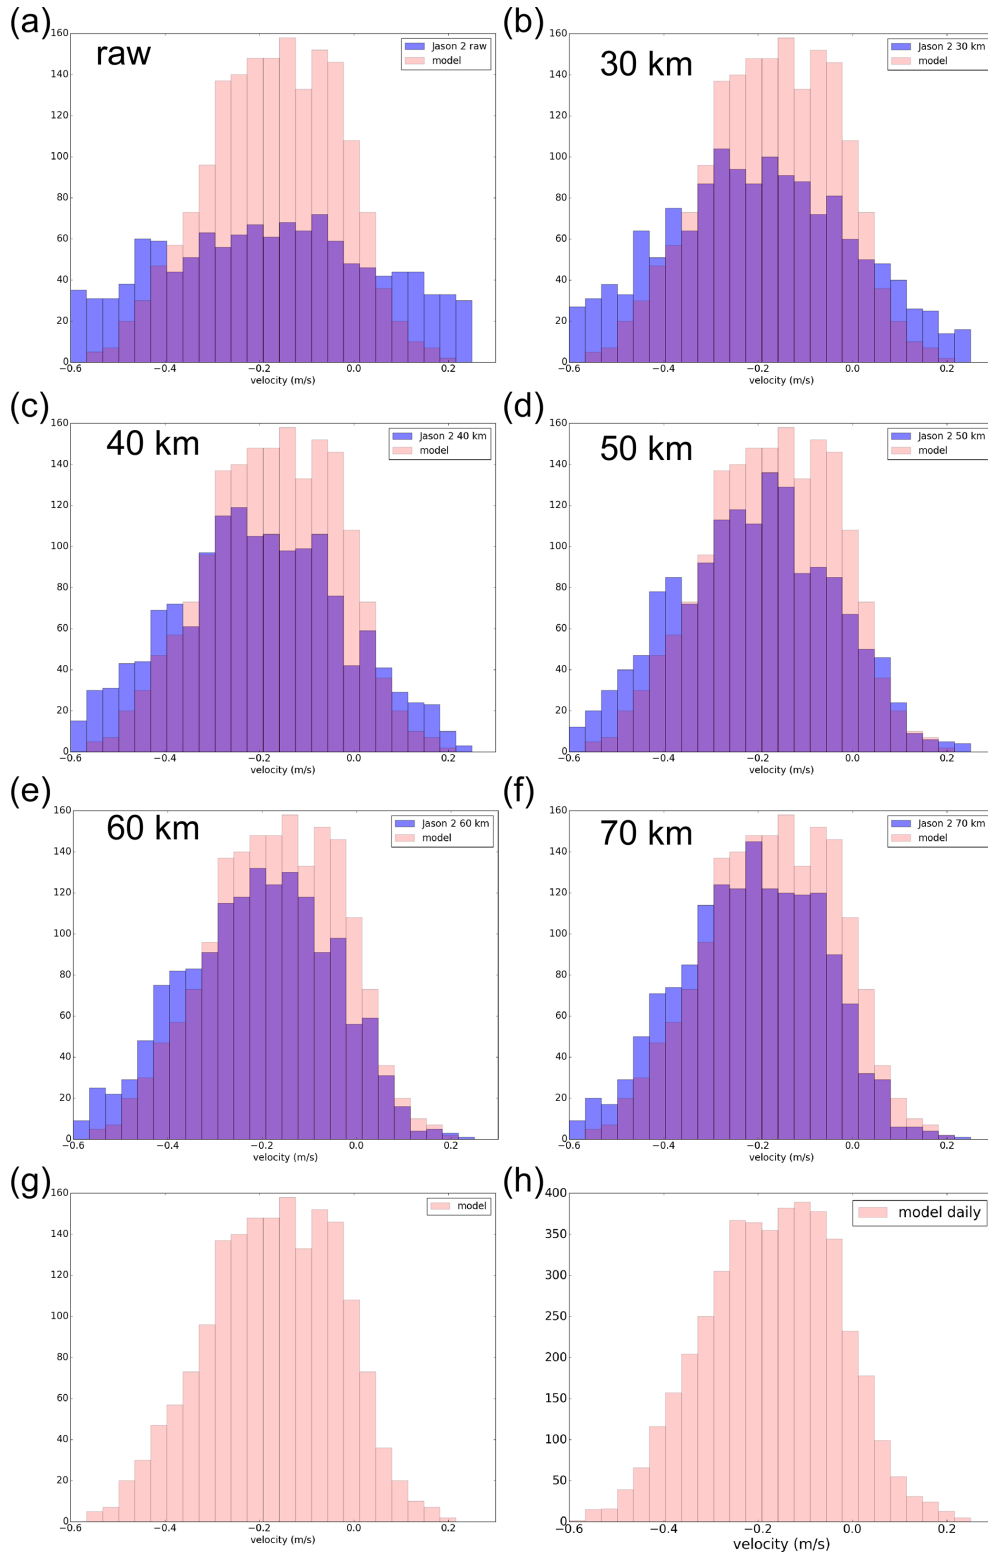 (a)
160
140
120
100
80
60
40
20
0
raw
Jason 2 raw
model
−0.6 −0.4 −0.2 0.0 0.2
velocity (m/s)
(b)
160
140
120
100
80
60
40
20
0
30 km
Jason 2 30 km
model
−0.6 −0.4 −0.2 0.0 0.2
velocity (m/s)
(c)
160
140
120
100
80
60
40
20
0
40 km
Jason 2 40 km
model
−0.6 −0.4 −0.2 0.0 0.2
velocity (m/s)
(d)
160
140
120
100
80
60
40
20
0
50 km
Jason 2 50 km
model
−0.6 −0.4 −0.2 0.0 0.2
velocity (m/s)
(e)
160
140
120
100
80
60
40
20
0
60 km
Jason 2 60 km
model
−0.6 −0.4 −0.2 0.0 0.2
velocity (m/s)
(f)
160
140
120
100
80
60
40
20
0
70 km
Jason 2 70 km
model
−0.6 −0.4 −0.2 0.0 0.2
velocity (m/s)
(g)
160
140
120
100
80
60
40
20
0
model
−0.6 −0.4 −0.2 0.0 0.2
velocity (m/s)
(h)
400
350
300
250
200
150
100
50
0
model daily
−0.6 −0.4 −0.2 0.0 0.2
velocity (m/s)